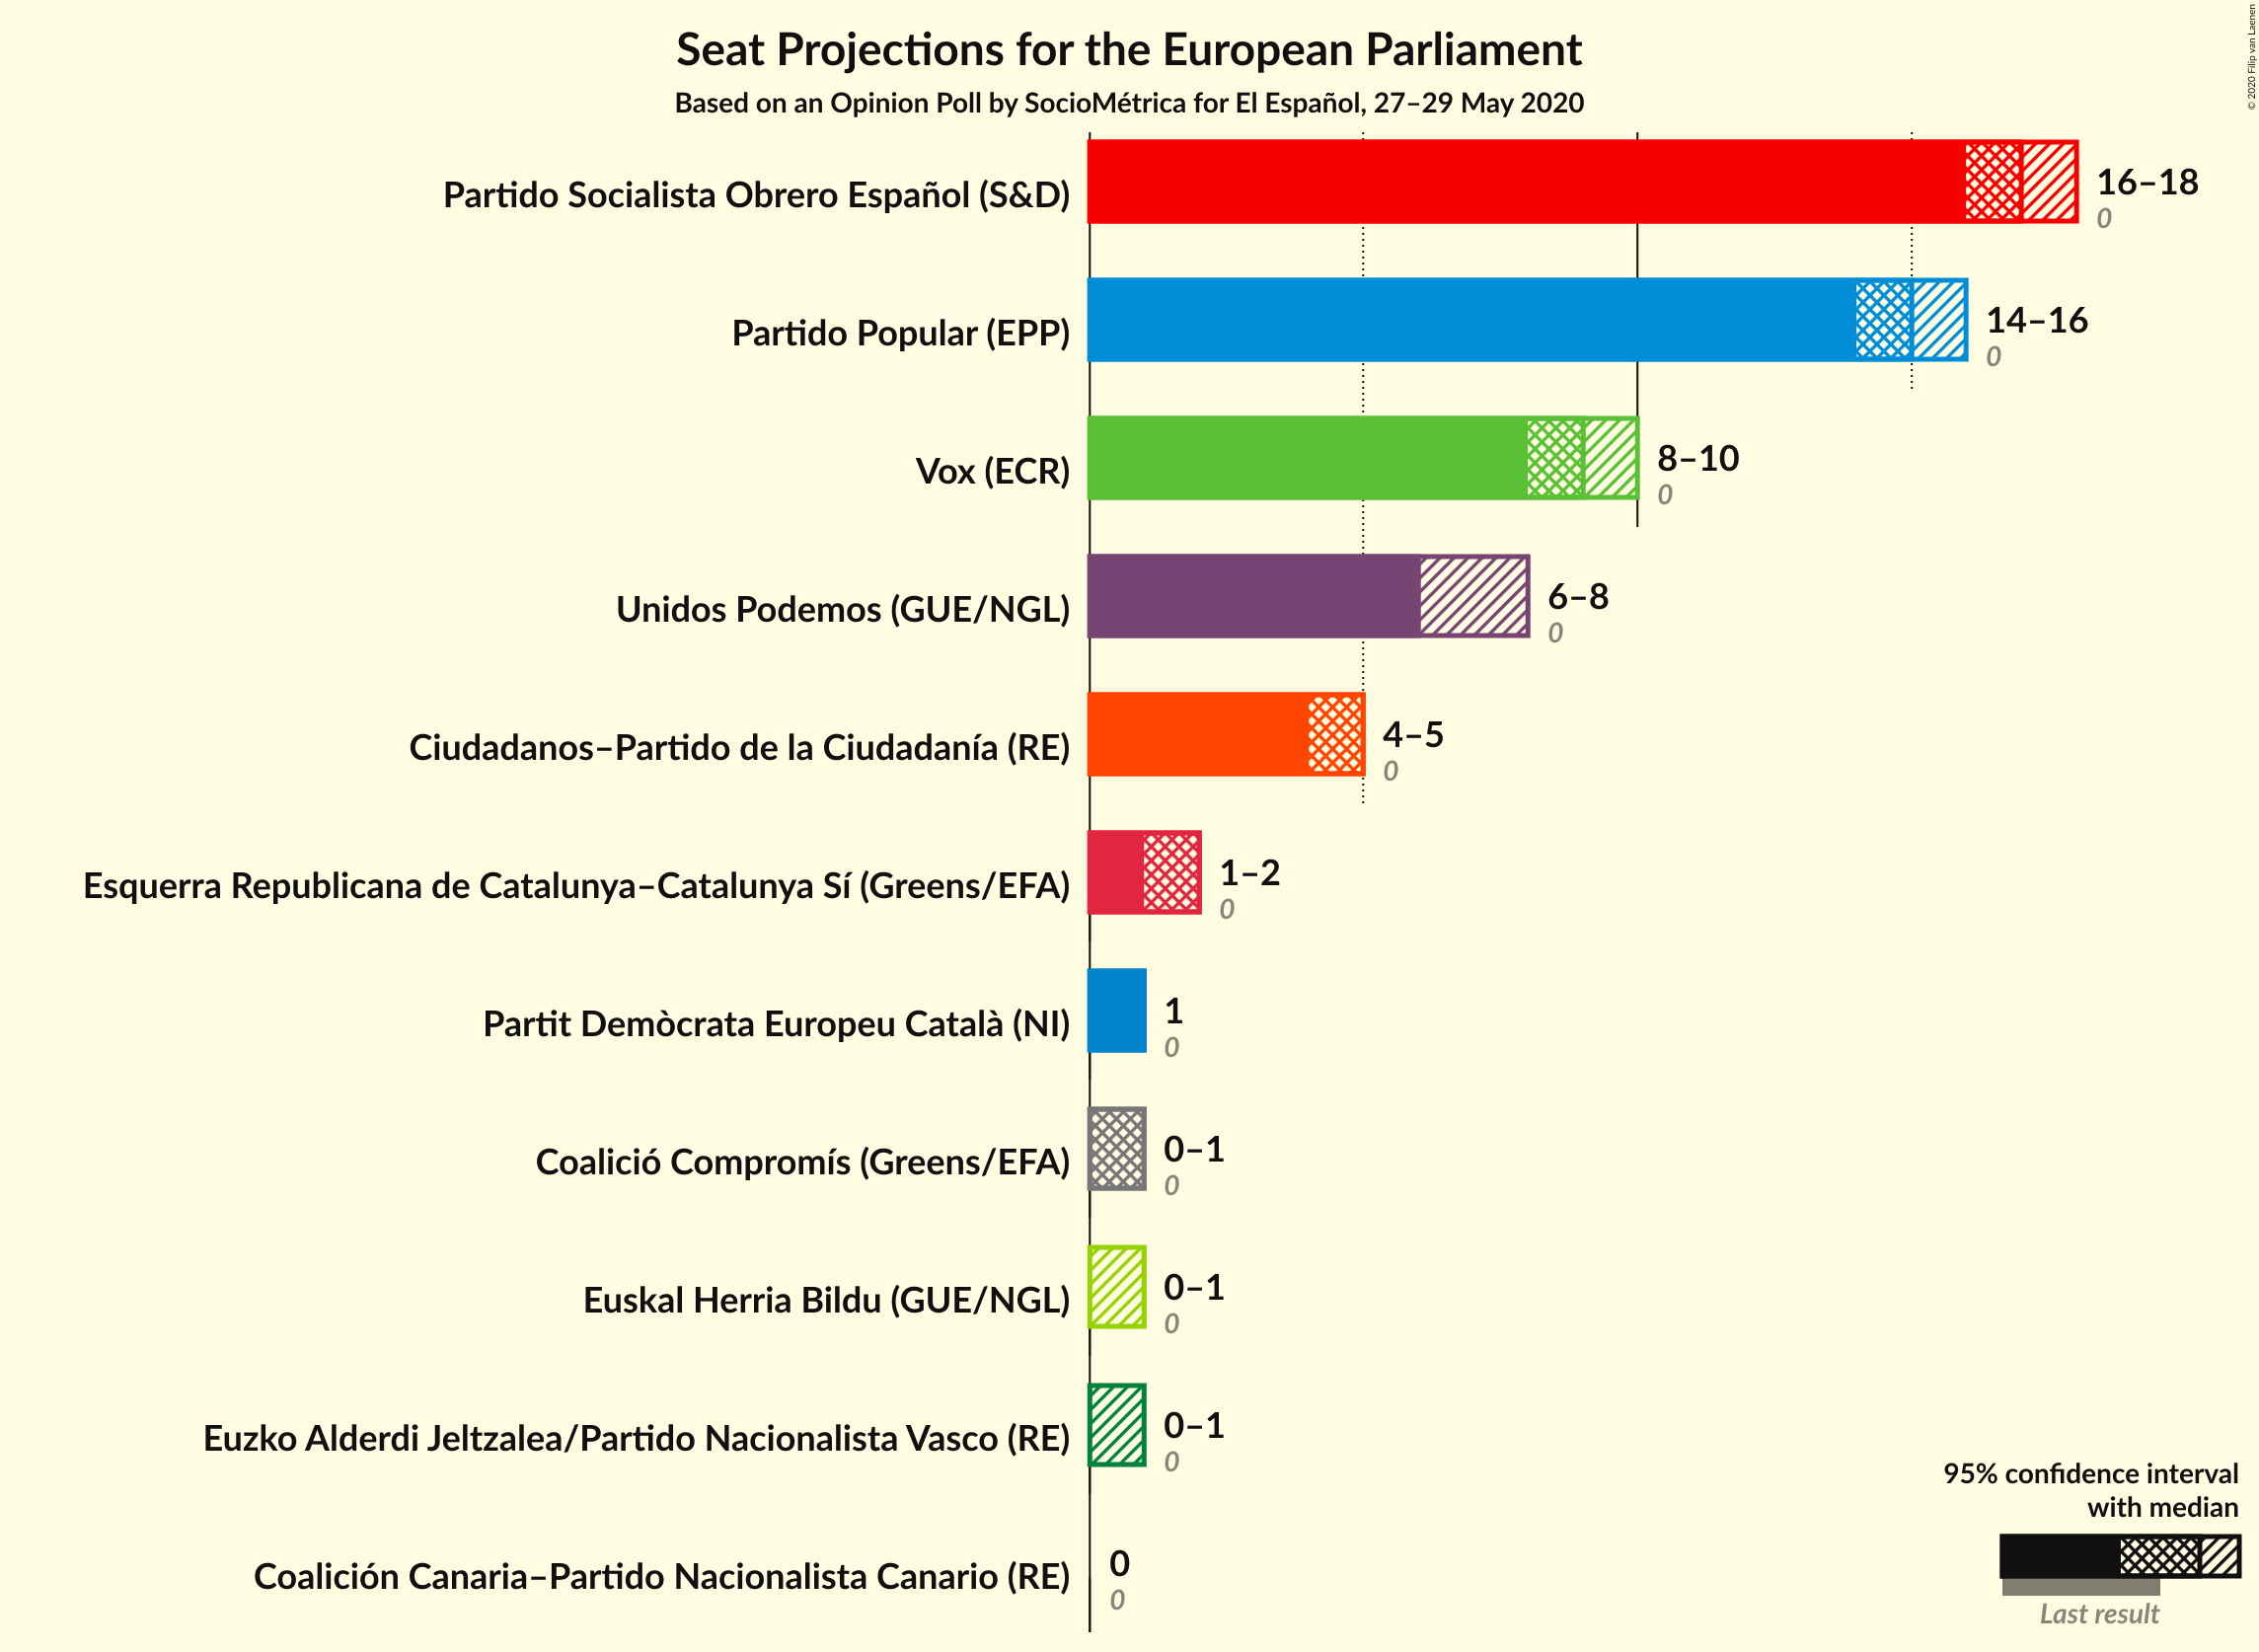 Seat Projections for the European Parliament
Based on an Opinion Poll by SocioMétrica for El Español, 27–29 May 2020
© 2020 Filip van Laenen
Partido Socialista Obrero Español (S&D)
16–18
0
Partido Popular (EPP)
14–16
0
Vox (ECR)
8–10
0
Unidos Podemos (GUE/NGL)
6–8
0
Ciudadanos–Partido de la Ciudadanía (RE)
4–5
0
Esquerra Republicana de Catalunya–Catalunya Sí (Greens/EFA)
1–2
0
Partit Demòcrata Europeu Català (NI)
1
0
Coalició Compromís (Greens/EFA)
0–1
0
Euskal Herria Bildu (GUE/NGL)
0–1
0
Euzko Alderdi Jeltzalea/Partido Nacionalista Vasco (RE)
0–1
0
Coalición Canaria–Partido Nacionalista Canario (RE)
0
0
95% confidence interval
with median
Last result